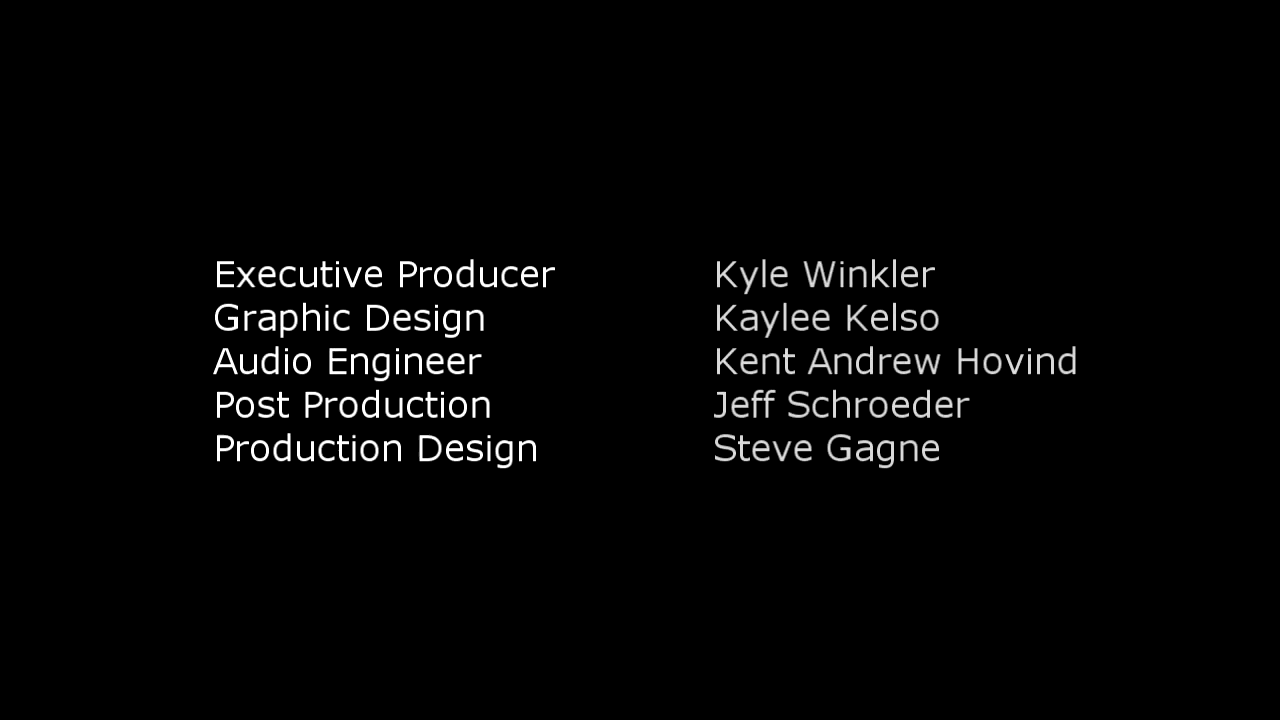 Executive Producer Kyle Winkler
Graphic Design Kaylee Kelso
Audio Engineer Kent Andrew Hovind
Post Production Jeff Schroeder
Production Design Steve Gagne